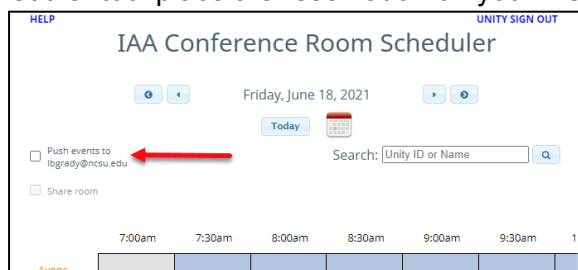 HELP
UNITY SIGN OUT
IAA Conference Room Scheduler
Friday, June 18, 2021
Today
Push events to
lbgrady@ncsu.edu
Search: Unity ID or Name
Share room
7:00am 7:30am 8:00am 8:30am 9:00am 9:30am 1